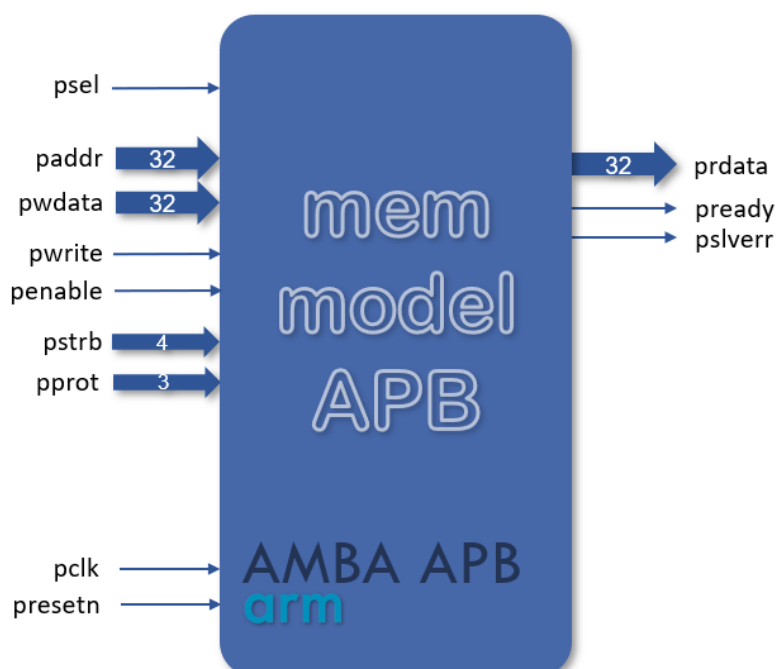 psel
paddr 32
pwdata 32
pwrite
penable
pstrb 4
pprot 3
pclk
presetn
mem
model
APB
AMBA APB
arm
32 prdata
pready
pslverr